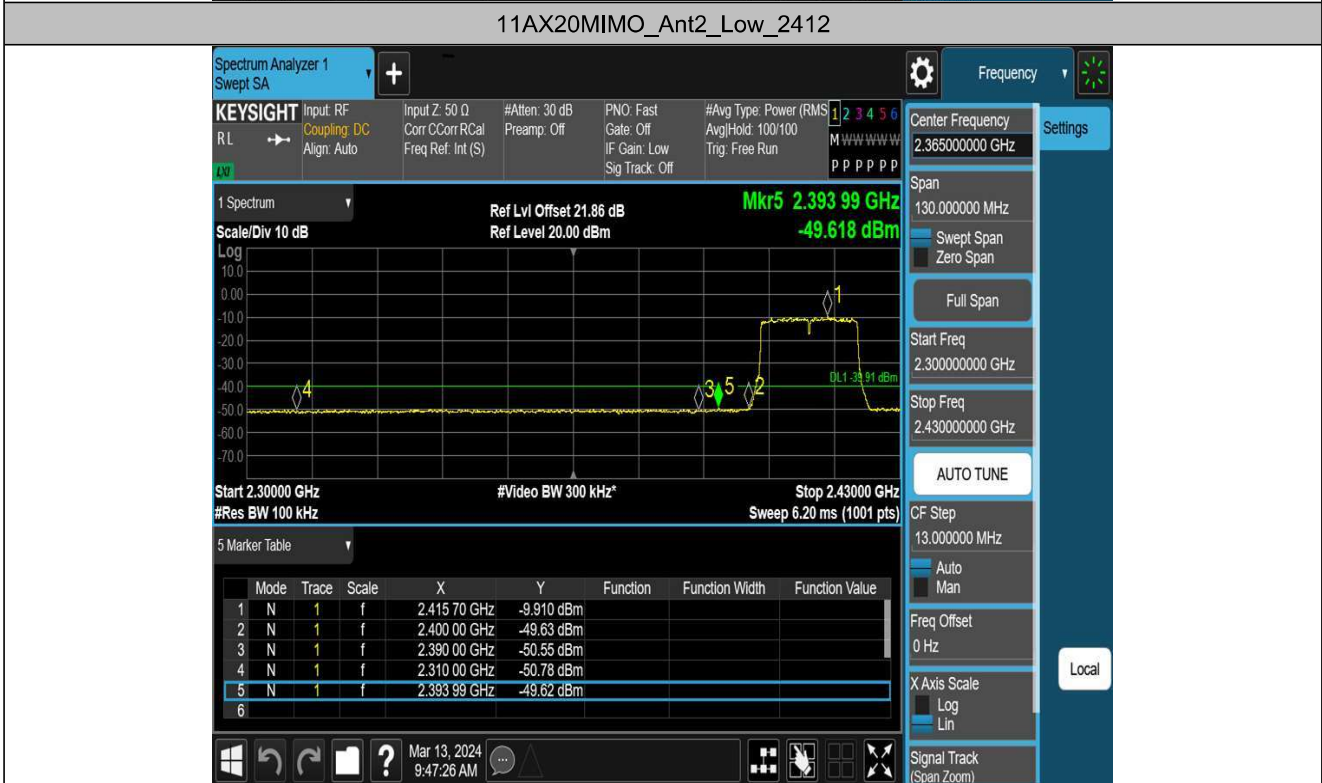 11AX20MIMO_Ant2_Low_2412
Spectrum Analyzer 1
Swept SA
+
Frequency
KEYSIGHT
RL
LXI
Input: RF
Coupling: DC
Align: Auto
Input Z: 50 Ω
Corr CCorr RCal
Freq Ref: Int (S)
#Atten: 30 dB
Preamp: Off
PNO: Fast
Gate: Off
IF Gain: Low
Sig Track: Off
#Avg Type: Power (RMS
Avg|Hold: 100/100
Trig: Free Run
1 2 3 4 5 6
M W W W W W
P P P P P P
1 Spectrum
Scale/Div 10 dB
Ref Lvl Offset 21.86 dB
Ref Level 20.00 dBm
Mkr5 2.393 99 GHz
-49.618 dBm
Log
10.0
0.00
-10.0
-20.0
-30.0
-40.0
-50.0
-60.0
-70.0
1
DL1 -39.91 dBm
4
3
5
2
Start 2.30000 GHz
#Video BW 300 kHz*
Stop 2.43000 GHz
#Res BW 100 kHz
Sweep 6.20 ms (1001 pts)
5 Marker Table
Mode Trace Scale X Y Function Function Width Function Value
1 N 1 f 2.415 70 GHz -9.910 dBm
2 N 1 f 2.400 00 GHz -49.63 dBm
3 N 1 f 2.390 00 GHz -50.55 dBm
4 N 1 f 2.310 00 GHz -50.78 dBm
5 N 1 f 2.393 99 GHz -49.62 dBm
6
?
Mar 13, 2024
9:47:26 AM
Center Frequency
2.365000000 GHz
Settings
Span
130.000000 MHz
Swept Span
Zero Span
Full Span
Start Freq
2.300000000 GHz
Stop Freq
2.430000000 GHz
AUTO TUNE
CF Step
13.000000 MHz
Auto
Man
Freq Offset
0 Hz
Local
X Axis Scale
Log
Lin
Signal Track
(Span Zoom)